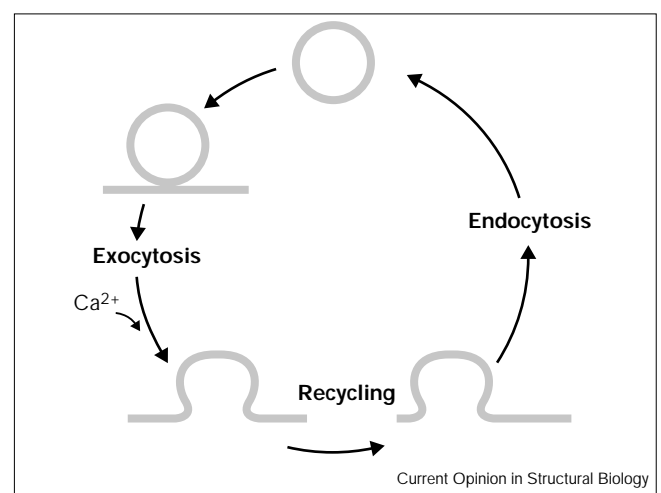 Endocytosis
Exocytosis
Ca²⁺
Recycling
Current Opinion in Structural Biology